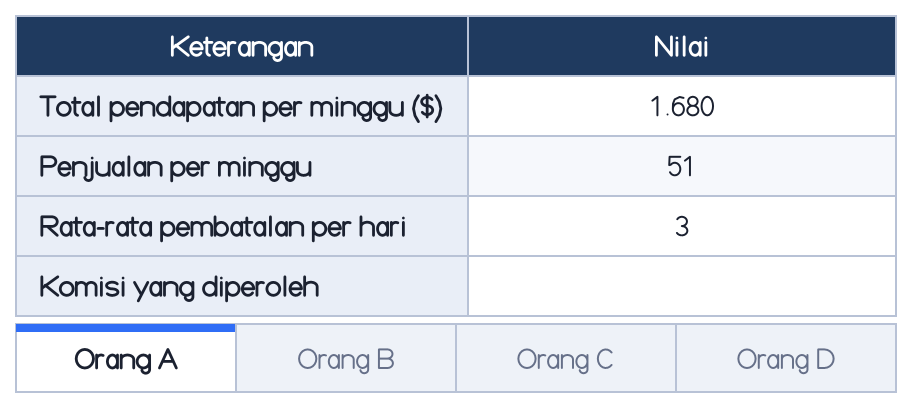 Keterangan Nilai
Total pendapatan per minggu ($) 1.680
Penjualan per minggu 51
Rata-rata pembatalan per hari 3
Komisi yang diperoleh
Orang A Orang B Orang C Orang D